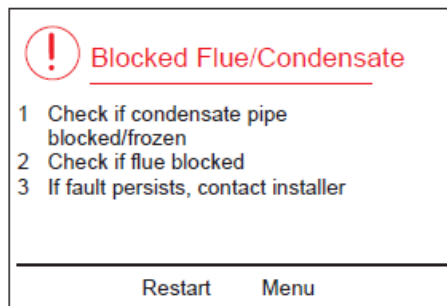 Blocked Flue/Condensate
1 Check if condensate pipe
blocked/frozen
2 Check if flue blocked
3 If fault persists, contact installer
Restart Menu